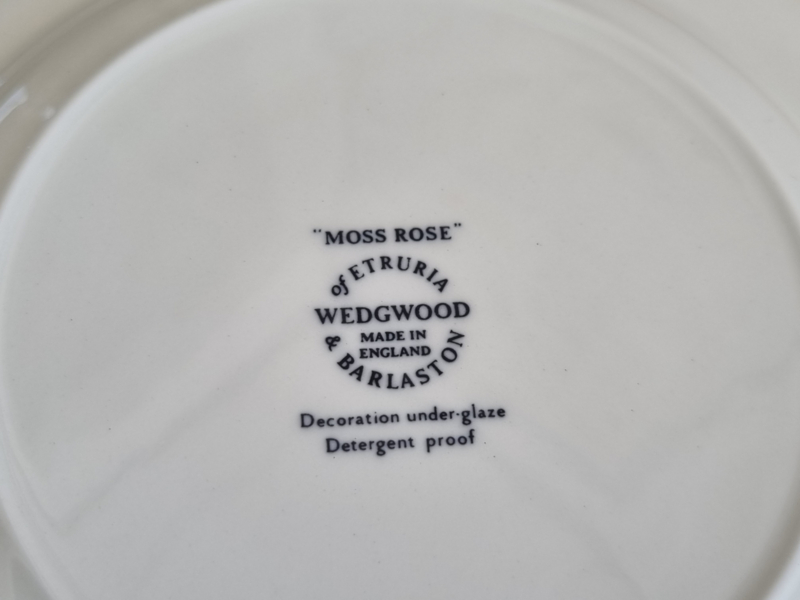 "MOSS ROSE"
of ETRURIA
WEDGWOOD
MADE IN
ENGLAND
& BARLASTON
Decoration under-glaze
Detergent proof